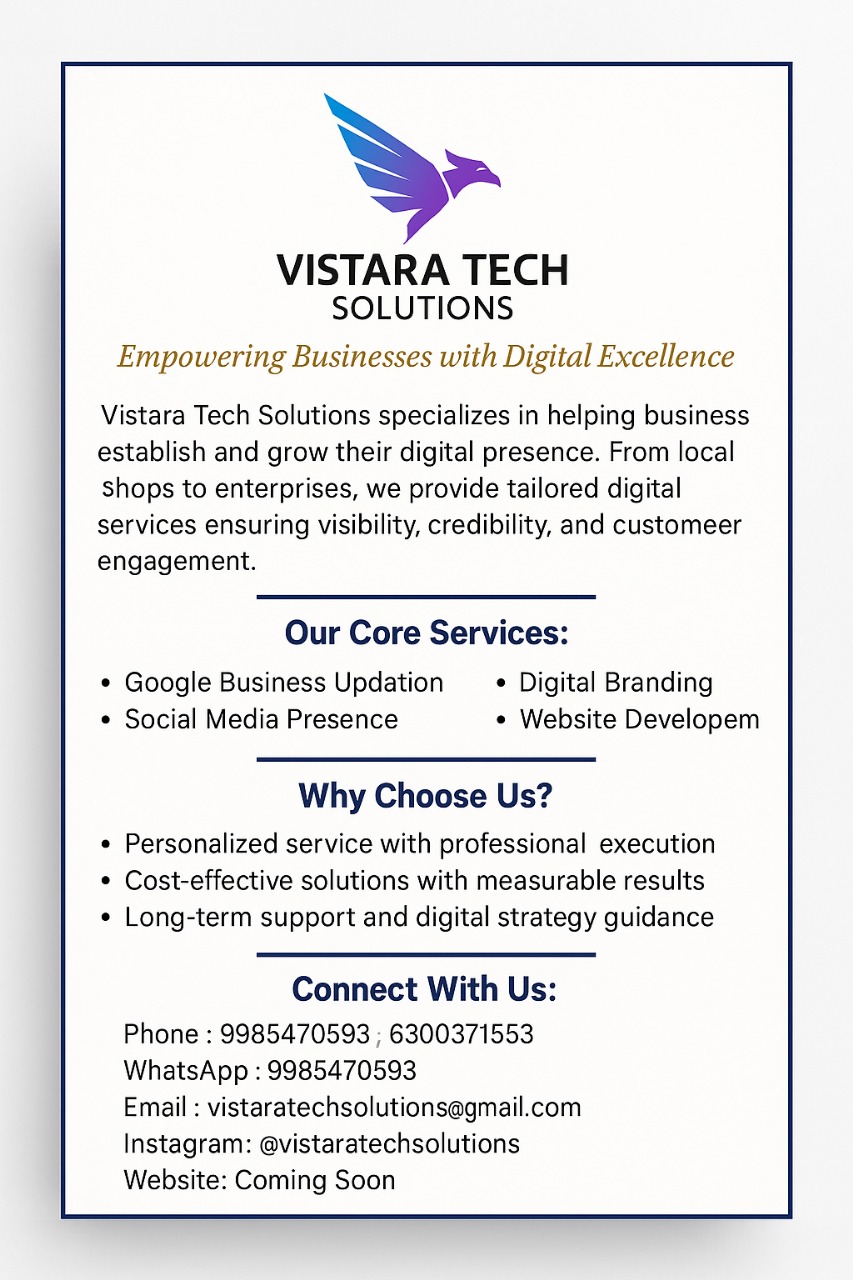 VISTARA TECH
SOLUTIONS
Empowering Businesses with Digital Excellence
Vistara Tech Solutions specializes in helping business
establish and grow their digital presence. From local
shops to enterprises, we provide tailored digital
services ensuring visibility, credibility, and customeer
engagement.
Our Core Services:
• Google Business Updation
• Social Media Presence
• Digital Branding
• Website Developem
Why Choose Us?
• Personalized service with professional execution
• Cost-effective solutions with measurable results
• Long-term support and digital strategy guidance
Connect With Us:
Phone : 9985470593 ; 6300371553
WhatsApp : 9985470593
Email : vistaratechsolutions@gmail.com
Instagram: @vistaratechsolutions
Website: Coming Soon